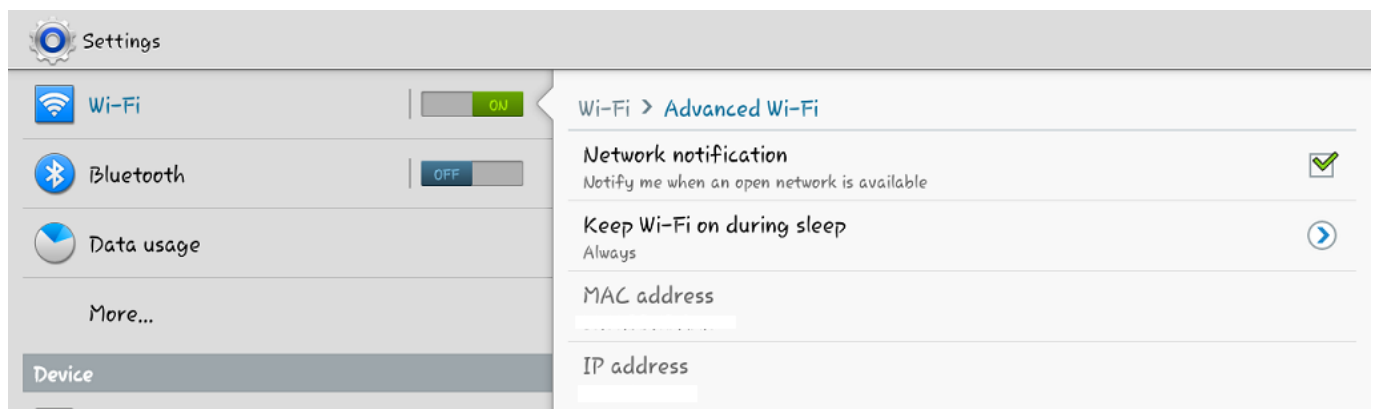 Settings
Wi-Fi
ON
Bluetooth
OFF
Data usage
More...
Device
Wi-Fi > Advanced Wi-Fi
Network notification
Notify me when an open network is available
Keep Wi-Fi on during sleep
Always
MAC address
IP address